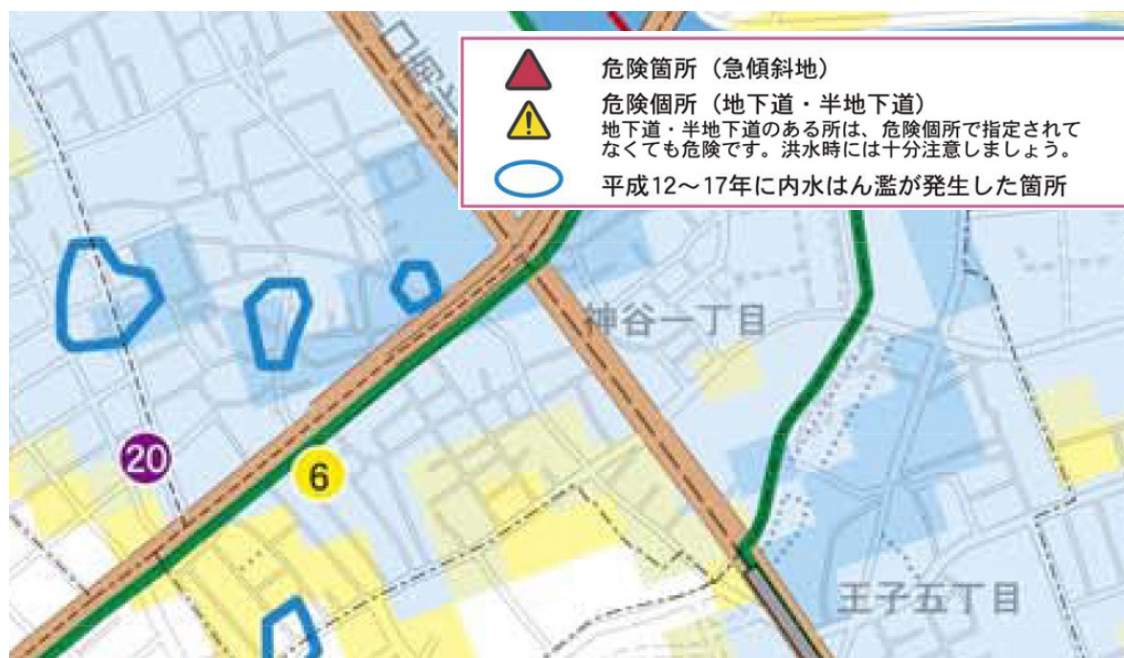 危険箇所（急傾斜地）
危険個所（地下道・半地下道）
地下道・半地下道のある所は、危険個所で指定されて
なくても危険です。洪水時には十分注意しましょう。
平成12～17年に内水はん濫が発生した箇所
神谷一丁目
20
6
王子五丁目